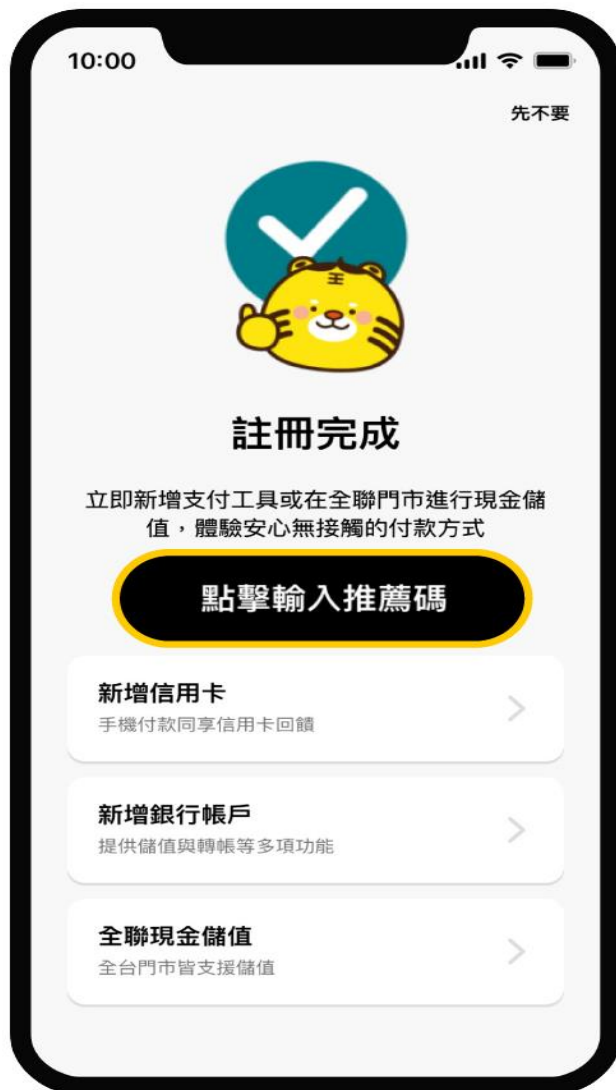 10:00
先不要
王
註冊完成
立即新增支付工具或在全聯門市進行現金儲
值，體驗安心無接觸的付款方式
點擊輸入推薦碼
新增信用卡
手機付款同享信用卡回饋
新增銀行帳戶
提供儲值與轉帳等多項功能
全聯現金儲值
全台門市皆支援儲值